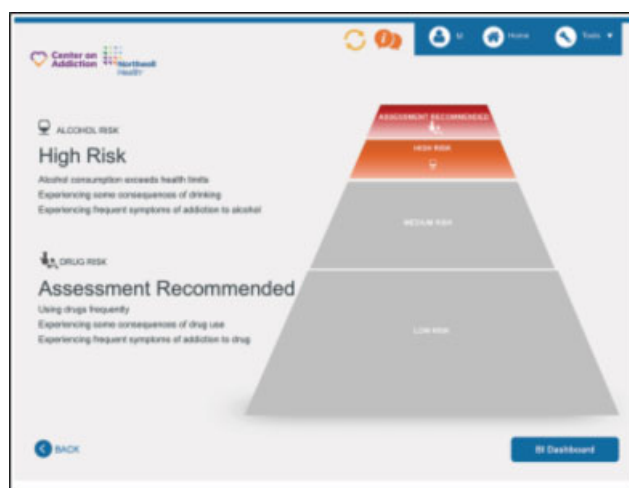 Center on
Addiction
Northwell
Health
BI
Home
Tools
ALCOHOL RISK
High Risk
Alcohol consumption exceeds health limits
Experiencing some consequences of drinking
Experiencing frequent symptoms of addiction to alcohol
DRUG RISK
Assessment Recommended
Using drugs frequently
Experiencing some consequences of drug use
Experiencing frequent symptoms of addiction to drug
ASSESSMENT RECOMMENDED
HIGH RISK
MEDIUM RISK
LOW RISK
BACK
BI Dashboard